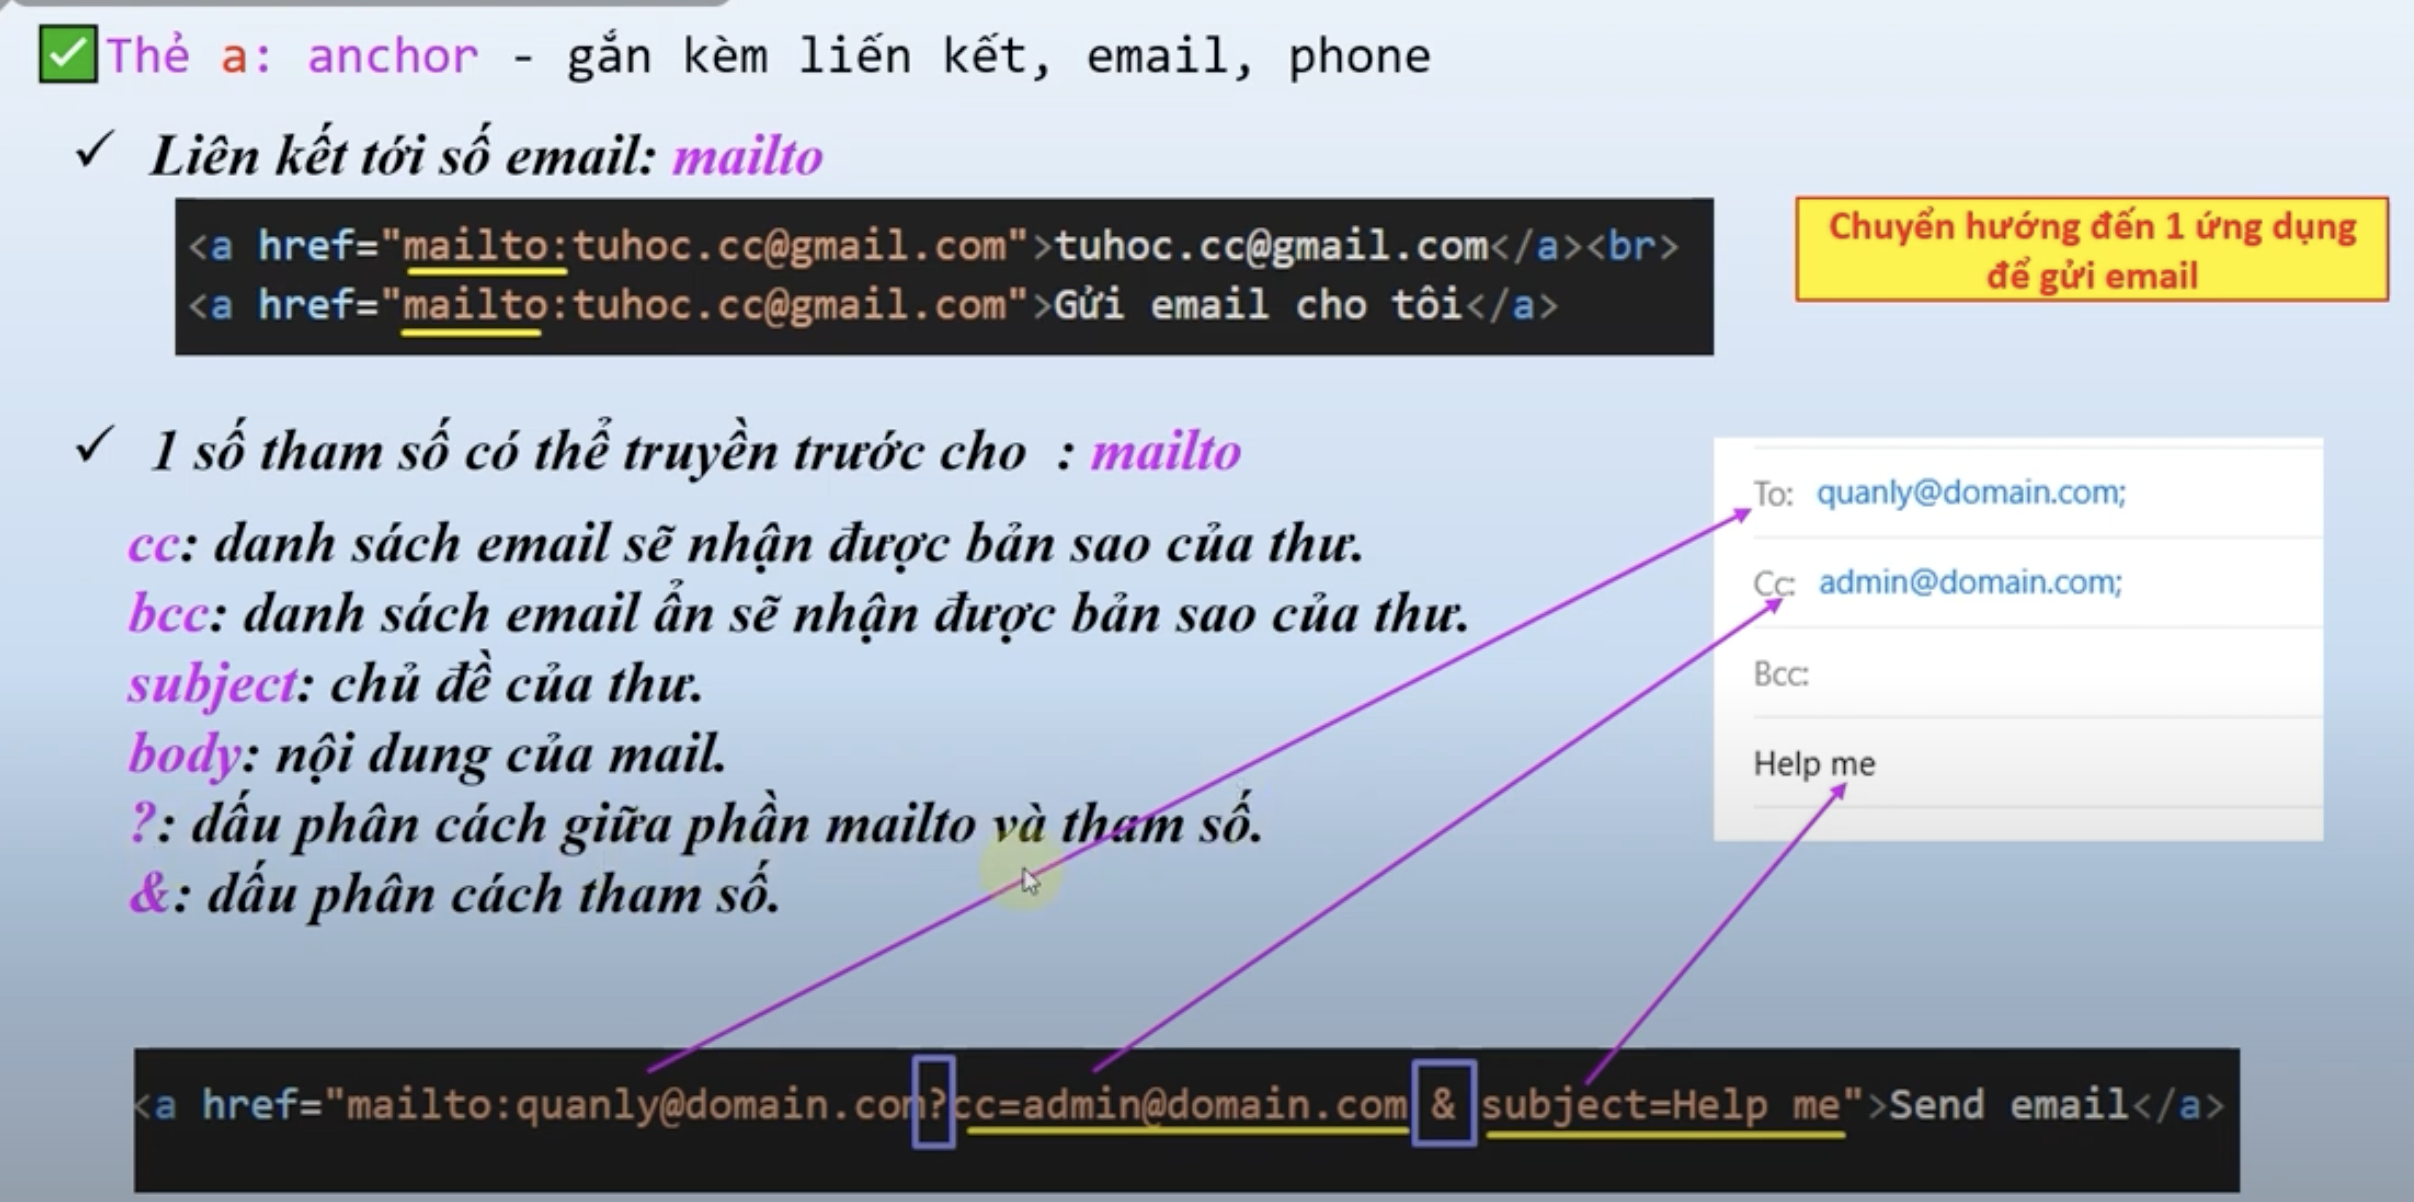 Thẻ a: anchor - gắn kèm liến kết, email, phone
Liên kết tới số email: mailto
<a href="mailto:tuhoc.cc@gmail.com">tuhoc.cc@gmail.com</a><br>
<a href="mailto:tuhoc.cc@gmail.com">Gửi email cho tôi</a>
Chuyển hướng đến 1 ứng dụng
để gửi email
1 số tham số có thể truyền trước cho : mailto
cc: danh sách email sẽ nhận được bản sao của thư.
bcc: danh sách email ẩn sẽ nhận được bản sao của thư.
subject: chủ đề của thư.
body: nội dung của mail.
?: dấu phân cách giữa phần mailto và tham số.
&: dấu phân cách tham số.
To: quanly@domain.com;
Cc: admin@domain.com;
Bcc:
Help me
<a href="mailto:quanly@domain.com?cc=admin@domain.com & subject=Help me">Send email</a>